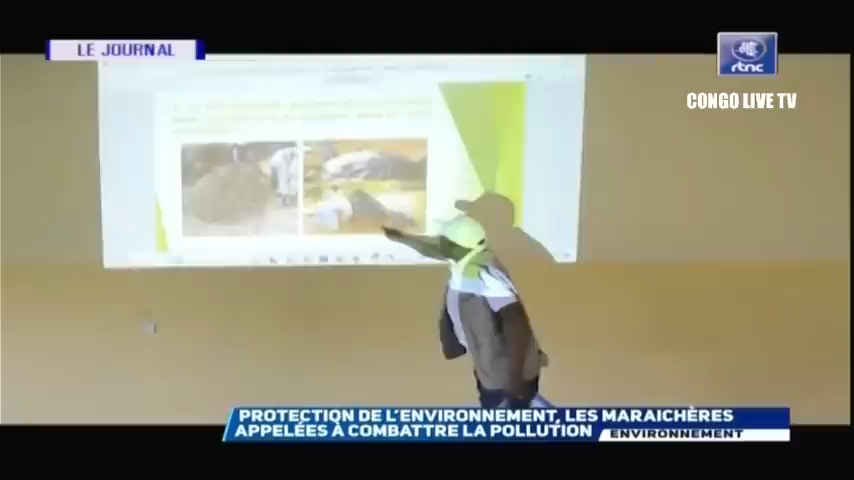 LE JOURNAL
rtnc
CONGO LIVE TV
PROTECTION DE L'ENVIRONNEMENT, LES MARAICHÈRES
APPELÉES À COMBATTRE LA POLLUTION
ENVIRONNEMENT